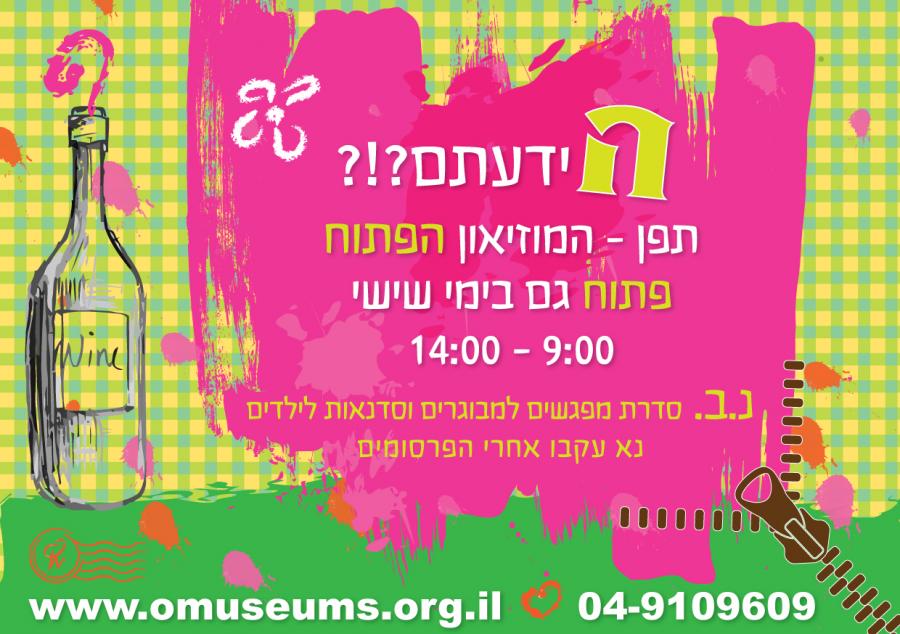 הידעתם?!?
תפן - המוזיאון הפתוח
פתוח גם בימי שישי
14:00 - 9:00
נ.ב. סדרת מפגשים למבוגרים וסדנאות לילדים
נא עקבו אחרי הפרסומים
Wine
www.omuseums.org.il 04-9109609